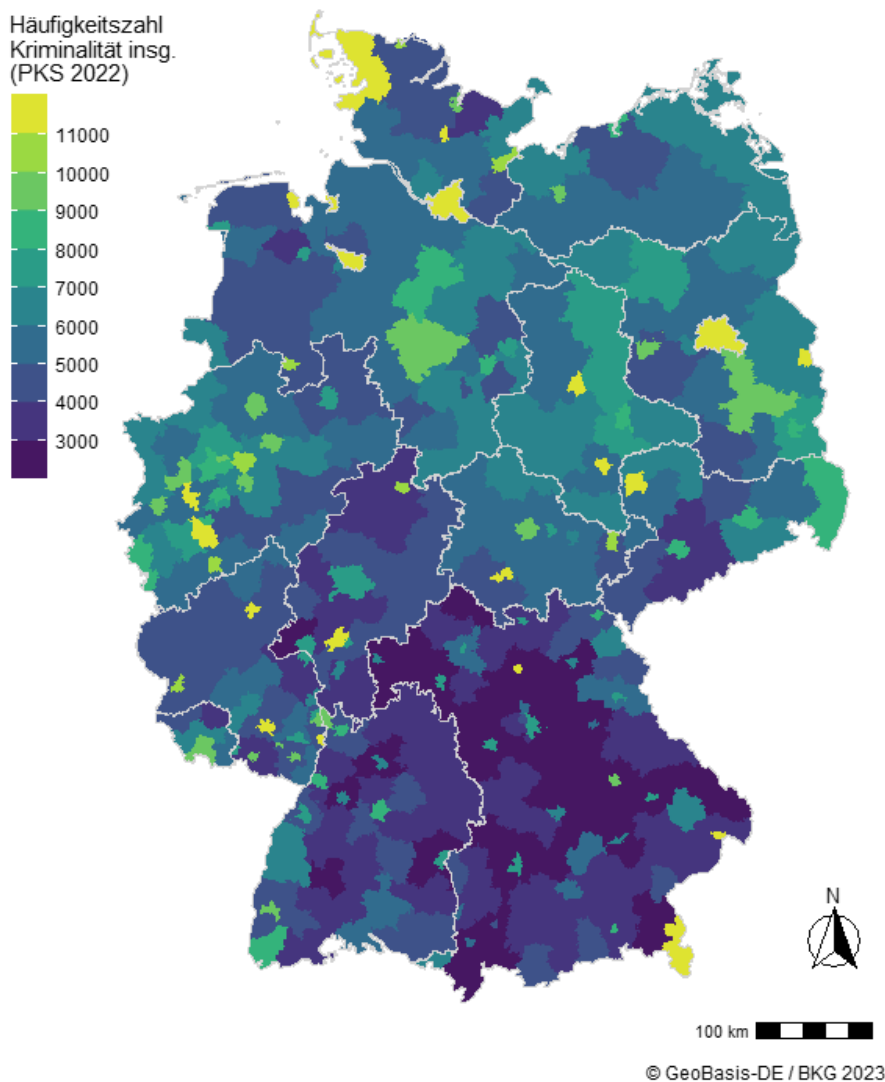 Häufigkeitszahl
Kriminalität insg.
(PKS 2022)
11000
10000
9000
8000
7000
6000
5000
4000
3000
N
100 km
© GeoBasis-DE / BKG 2023